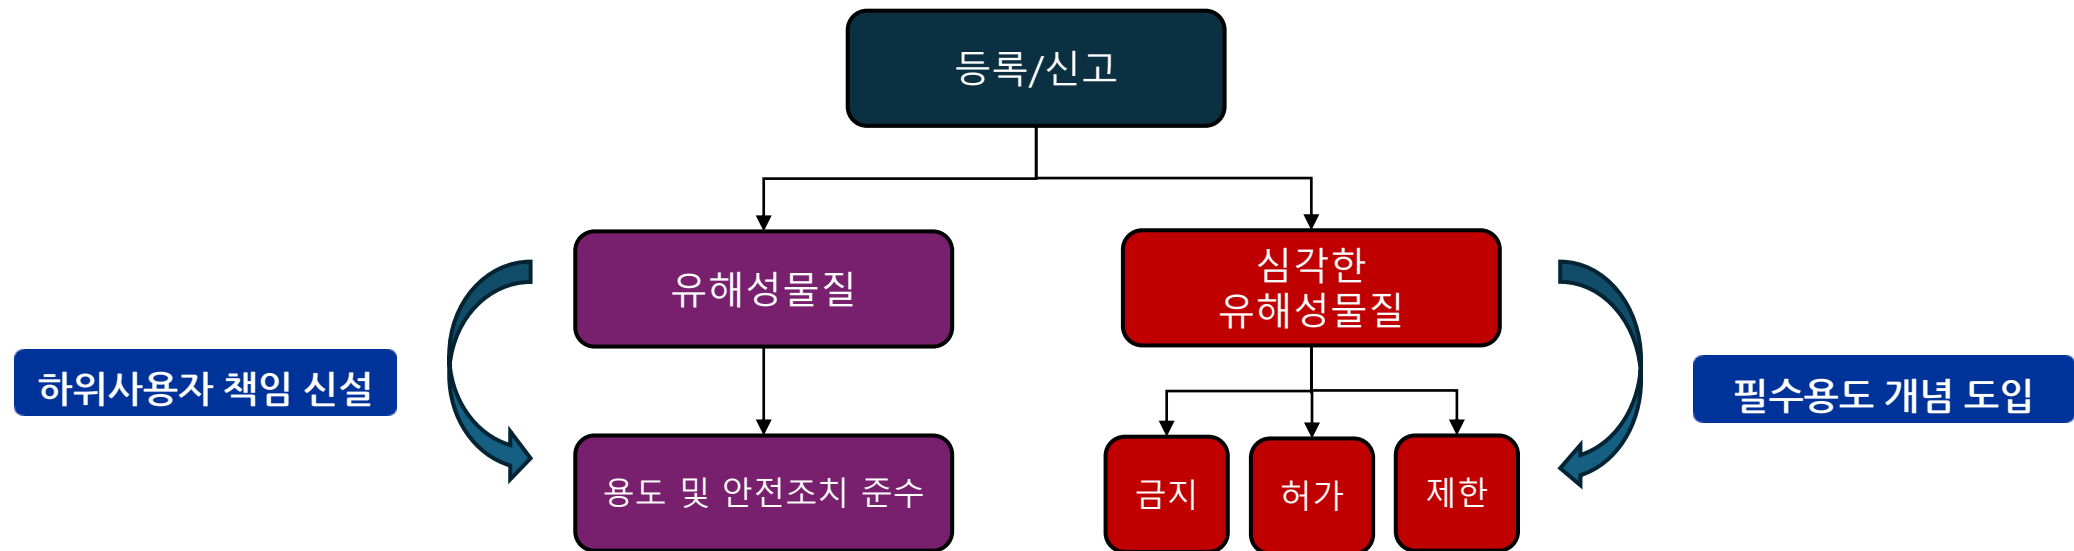 등록/신고
유해성물질
심각한
유해성물질
하위사용자 책임 신설
필수용도 개념 도입
용도 및 안전조치 준수
금지
허가
제한